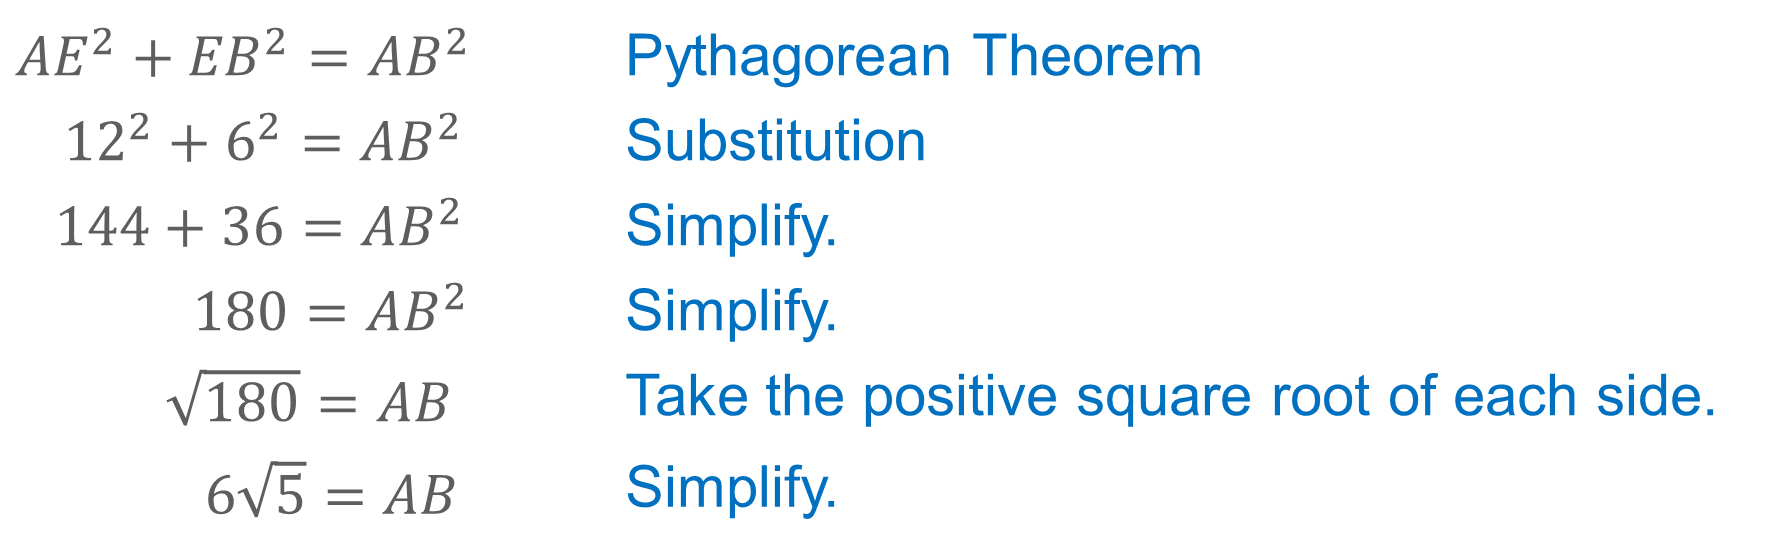 AE² + EB² = AB² Pythagorean Theorem
12² + 6² = AB² Substitution
144 + 36 = AB² Simplify.
180 = AB² Simplify.
√180 = AB Take the positive square root of each side.
6√5 = AB Simplify.